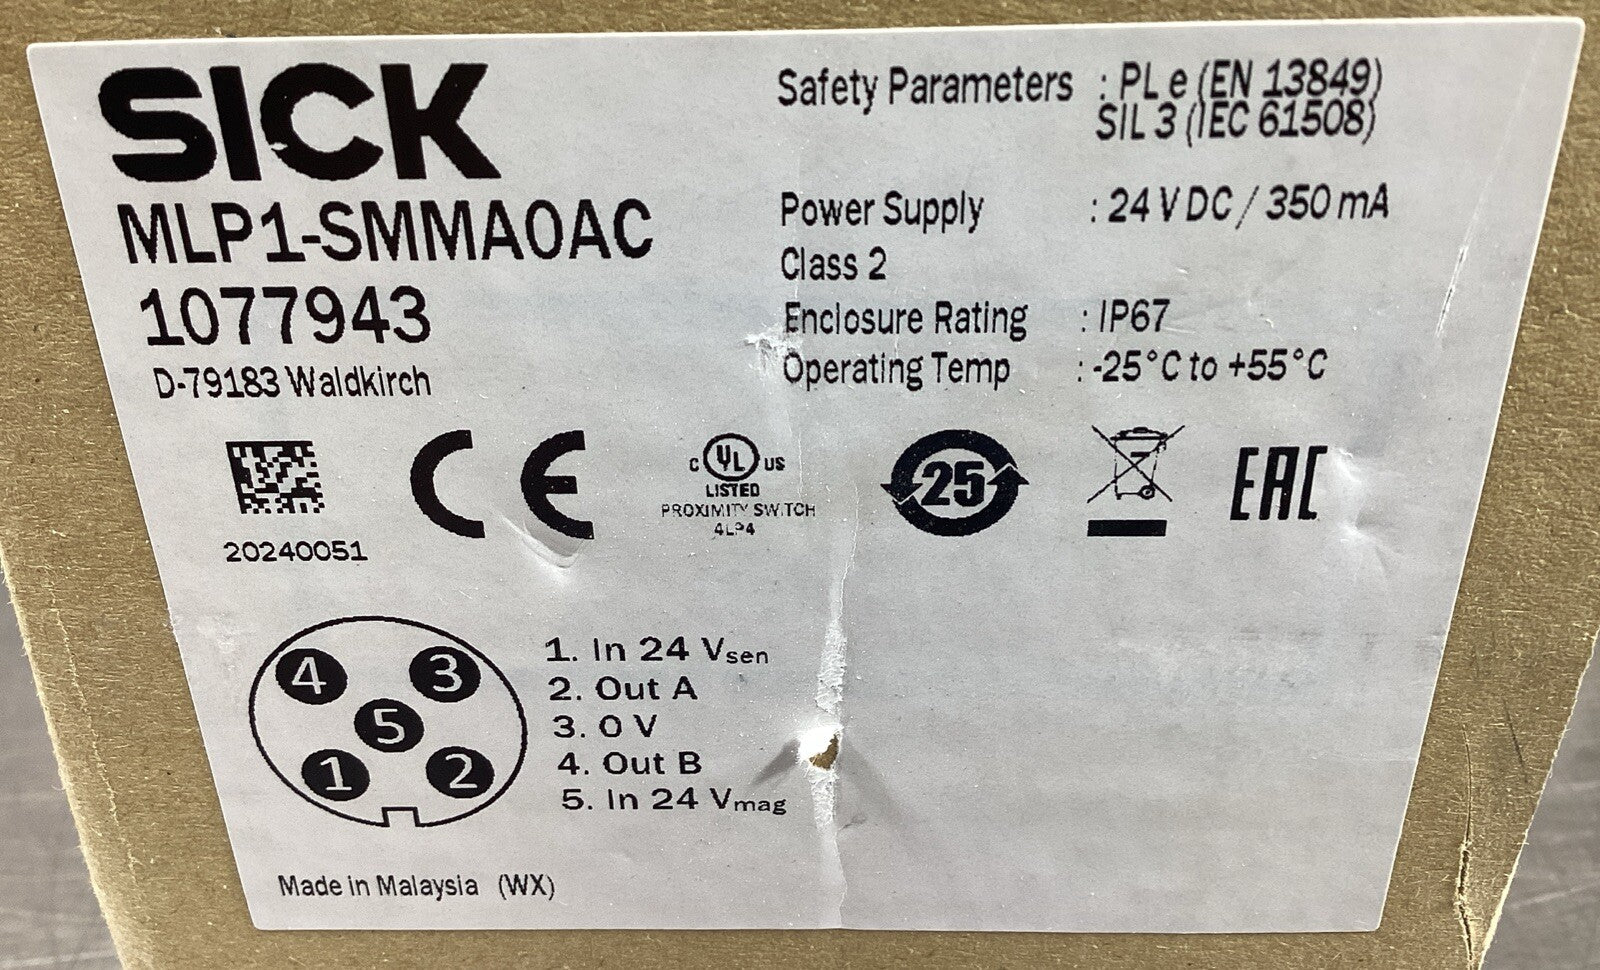 SICK
MLP1-SMMA0AC
1077943
D-79183 Waldkirch
Safety Parameters : PL e (EN 13849)
SIL 3 (IEC 61508)
Power Supply : 24 V DC / 350 mA
Class 2
Enclosure Rating : IP67
Operating Temp : -25°C to +55°C
20240051
CE
C UL US
LISTED
PROXIMITY SWITCH
4LP4
25
EAC
4 3
5
1 2
1. In 24 Vsen
2. Out A
3. 0 V
4. Out B
5. In 24 Vmag
Made in Malaysia (WX)